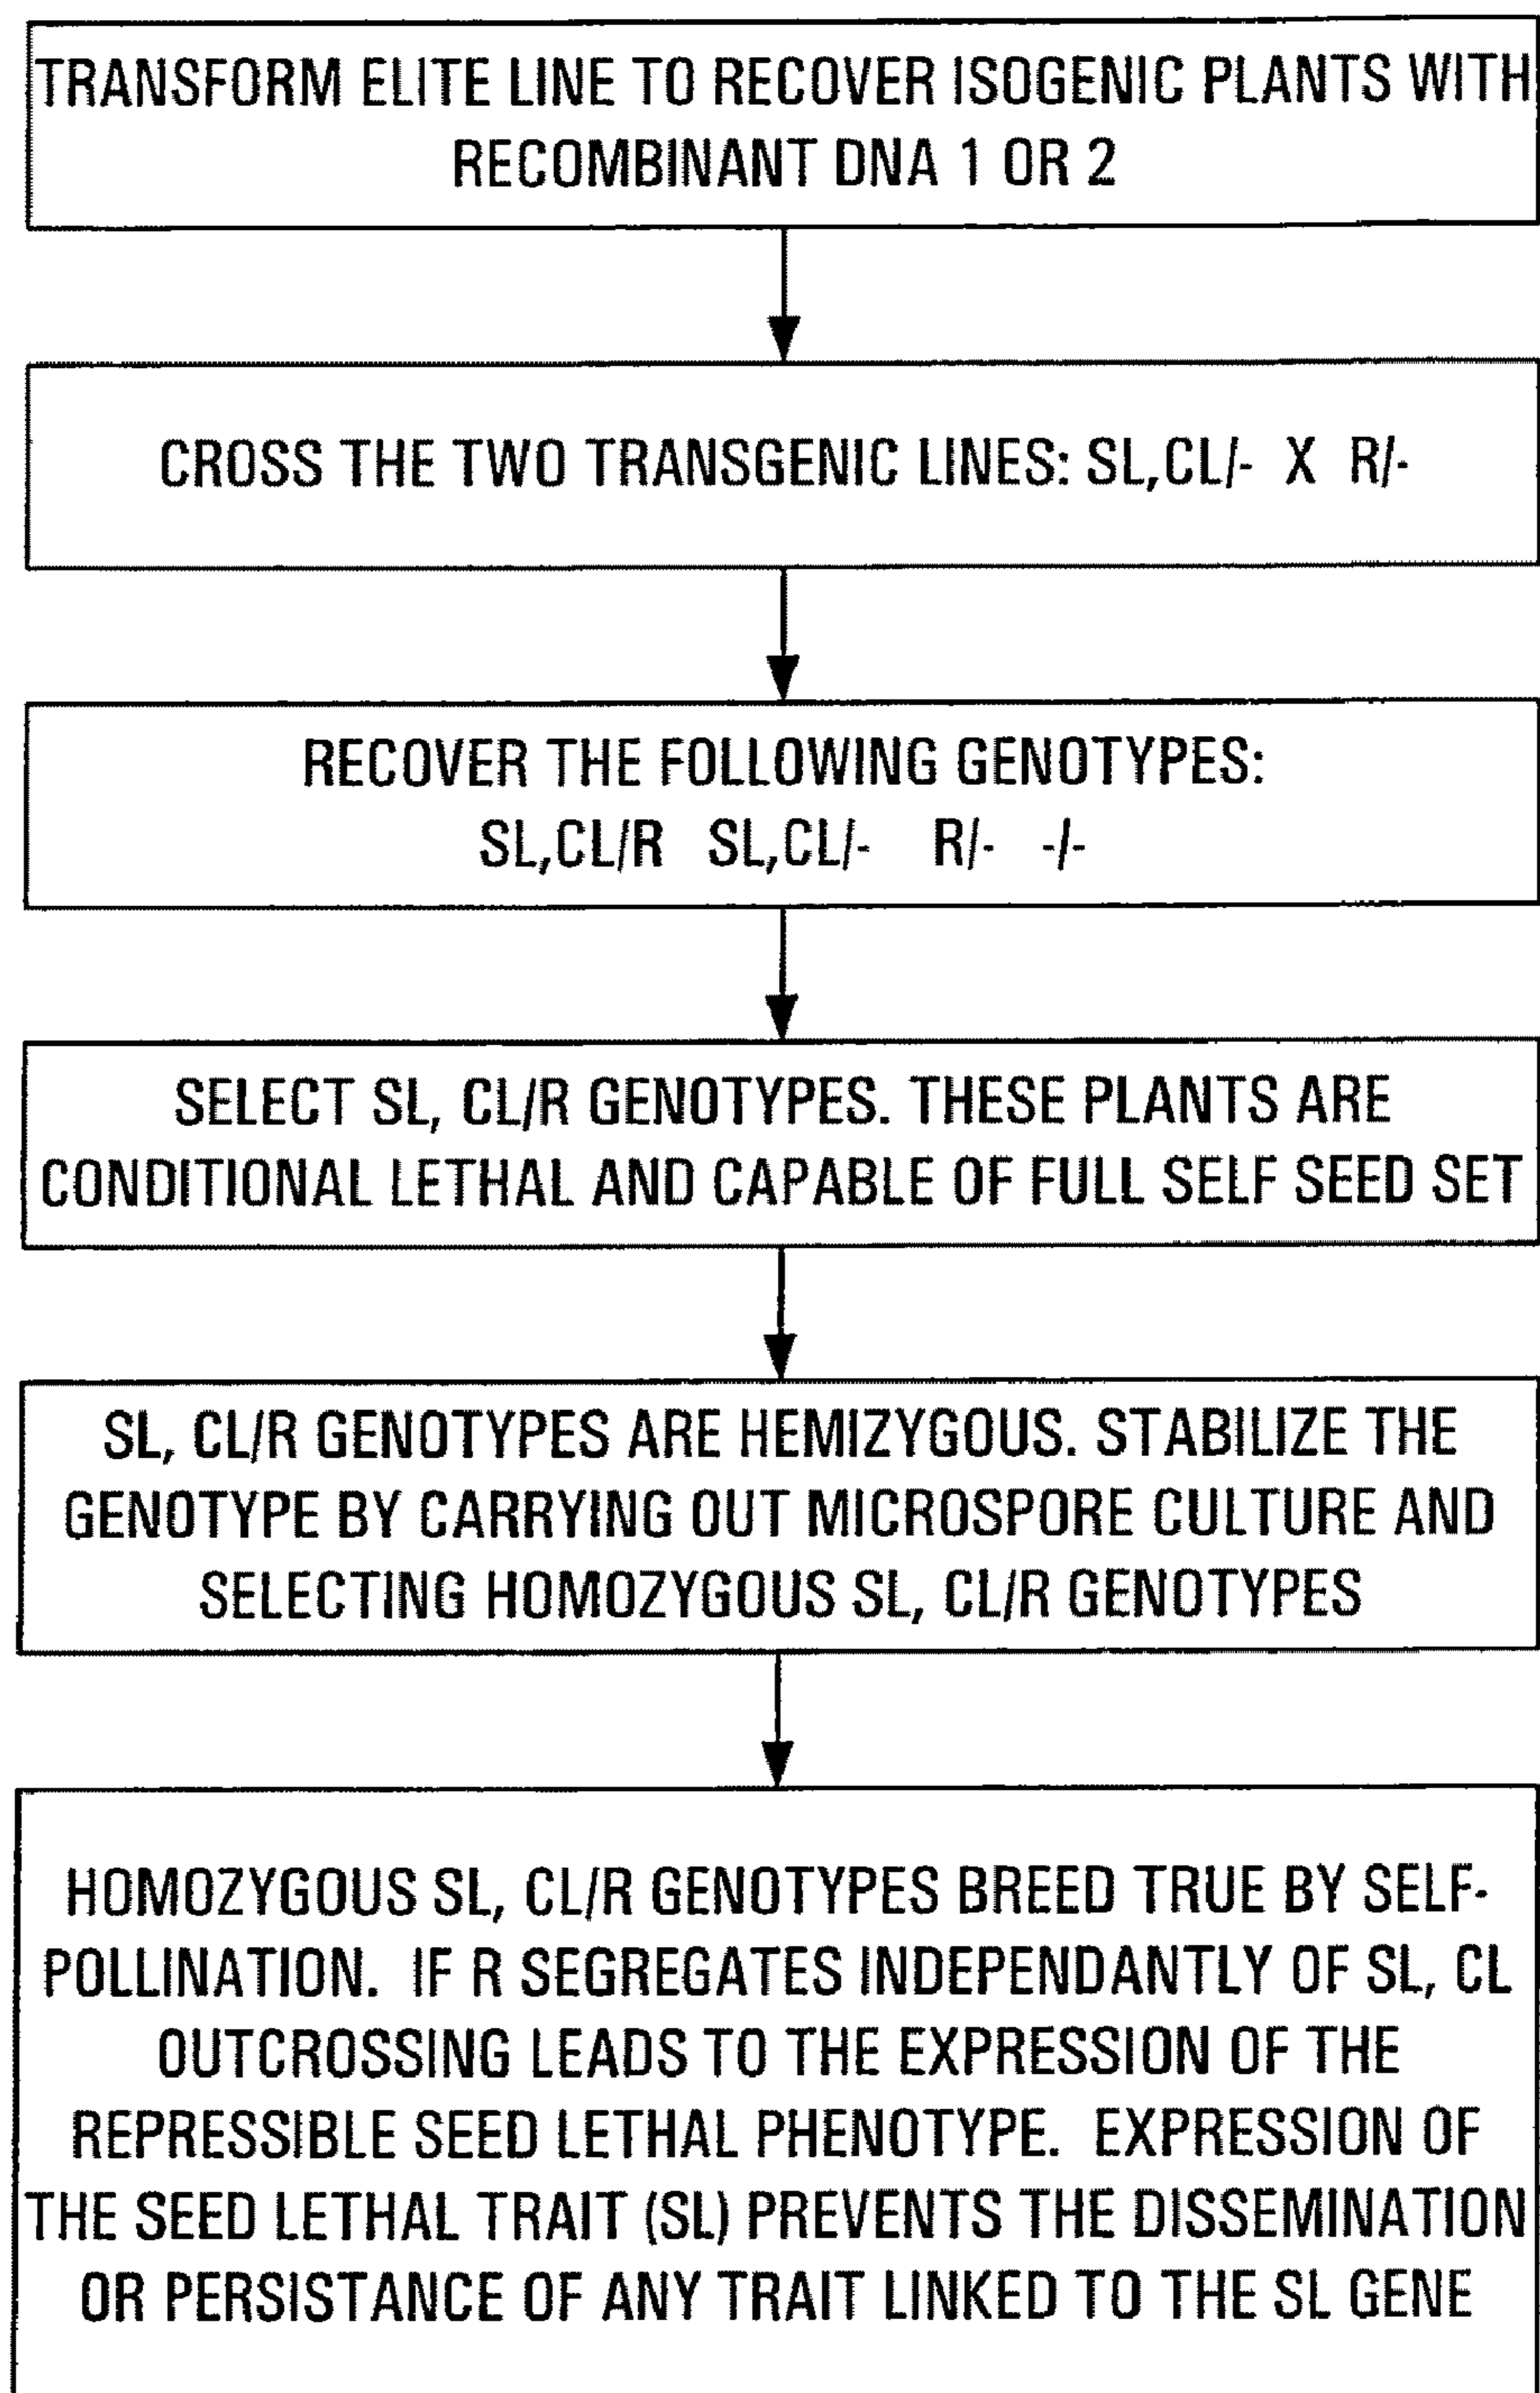 TRANSFORM ELITE LINE TO RECOVER ISOGENIC PLANTS WITH
RECOMBINANT DNA 1 OR 2
CROSS THE TWO TRANSGENIC LINES: SL,CL/- X R/-
RECOVER THE FOLLOWING GENOTYPES:
SL,CL/R SL,CL/- R/- -/-
SELECT SL, CL/R GENOTYPES. THESE PLANTS ARE
CONDITIONAL LETHAL AND CAPABLE OF FULL SELF SEED SET
SL, CL/R GENOTYPES ARE HEMIZYGOUS. STABILIZE THE
GENOTYPE BY CARRYING OUT MICROSPORE CULTURE AND
SELECTING HOMOZYGOUS SL, CL/R GENOTYPES
HOMOZYGOUS SL, CL/R GENOTYPES BREED TRUE BY SELF-
POLLINATION. IF R SEGREGATES INDEPENDANTLY OF SL, CL
OUTCROSSING LEADS TO THE EXPRESSION OF THE
REPRESSIBLE SEED LETHAL PHENOTYPE. EXPRESSION OF
THE SEED LETHAL TRAIT (SL) PREVENTS THE DISSEMINATION
OR PERSISTANCE OF ANY TRAIT LINKED TO THE SL GENE